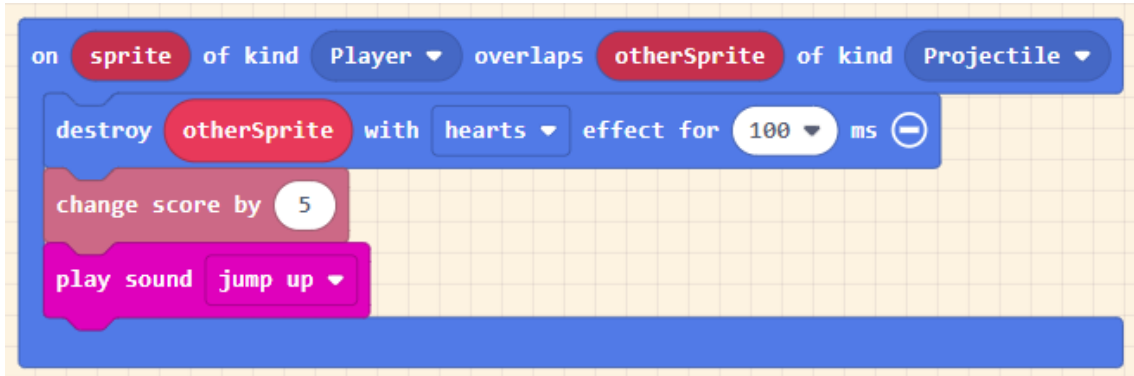 on sprite of kind Player overlaps otherSprite of kind Projectile
destroy otherSprite with hearts effect for 100 ms
change score by 5
play sound jump up